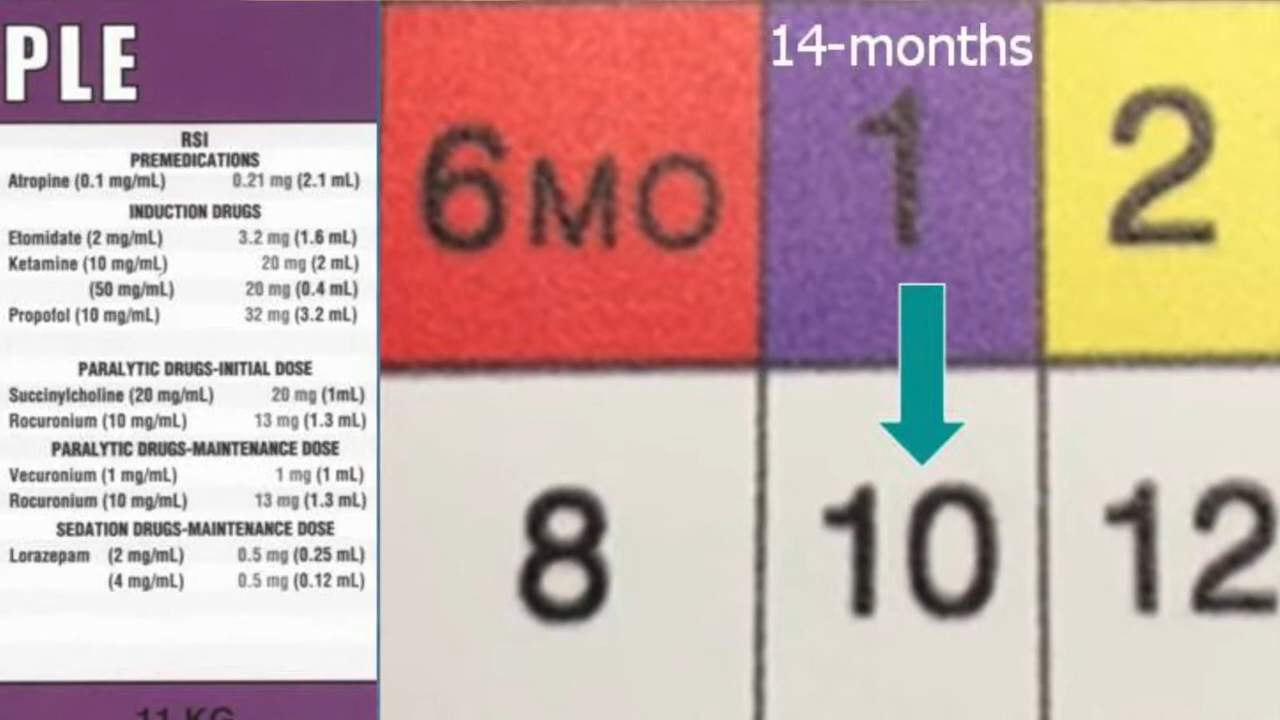 PLE
RSI
PREMEDICATIONS
Atropine (0.1 mg/mL) 0.21 mg (2.1 mL)
INDUCTION DRUGS
Etomidate (2 mg/mL) 3.2 mg (1.6 mL)
Ketamine (10 mg/mL) 20 mg (2 mL)
(50 mg/mL) 20 mg (0.4 mL)
Propofol (10 mg/mL) 32 mg (3.2 mL)
PARALYTIC DRUGS-INITIAL DOSE
Succinylcholine (20 mg/mL) 20 mg (1mL)
Rocuronium (10 mg/mL) 13 mg (1.3 mL)
PARALYTIC DRUGS-MAINTENANCE DOSE
Vecuronium (1 mg/mL) 1 mg (1 mL)
Rocuronium (10 mg/mL) 13 mg (1.3 mL)
SEDATION DRUGS-MAINTENANCE DOSE
Lorazepam (2 mg/mL) 0.5 mg (0.25 mL)
(4 mg/mL) 0.5 mg (0.12 mL)
11 KG
14-months
6MO 1 2
8 10 12